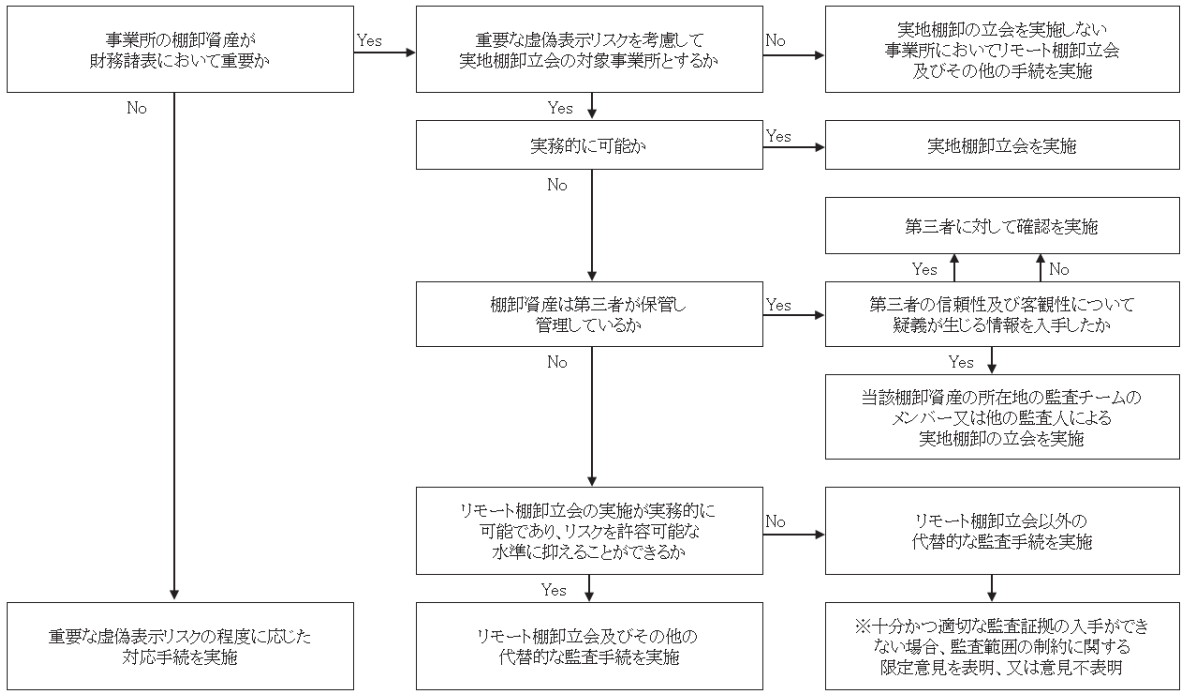 事業所の棚卸資産が
財務諸表において重要か
Yes
重要な虚偽表示リスクを考慮して
実地棚卸立会の対象事業所とするか
No
実地棚卸の立会を実施しない
事業所においてリモート棚卸立会
及びその他の手続を実施
No
Yes
実務的に可能か
Yes
実地棚卸立会を実施
No
第三者に対して確認を実施
Yes
No
棚卸資産は第三者が保管し
管理しているか
Yes
第三者の信頼性及び客観性について
疑義が生じる情報を入手したか
No
Yes
当該棚卸資産の所在地の監査チームの
メンバー又は他の監査人による
実地棚卸の立会を実施
リモート棚卸立会の実施が実務的に
可能であり、リスクを許容可能な
水準に抑えることができるか
No
リモート棚卸立会以外の
代替的な監査手続を実施
Yes
重要な虚偽表示リスクの程度に応じた
対応手続を実施
リモート棚卸立会及びその他の
代替的な監査手続を実施
※十分かつ適切な監査証拠の入手ができ
ない場合、監査範囲の制約に関する
限定意見を表明、又は意見不表明